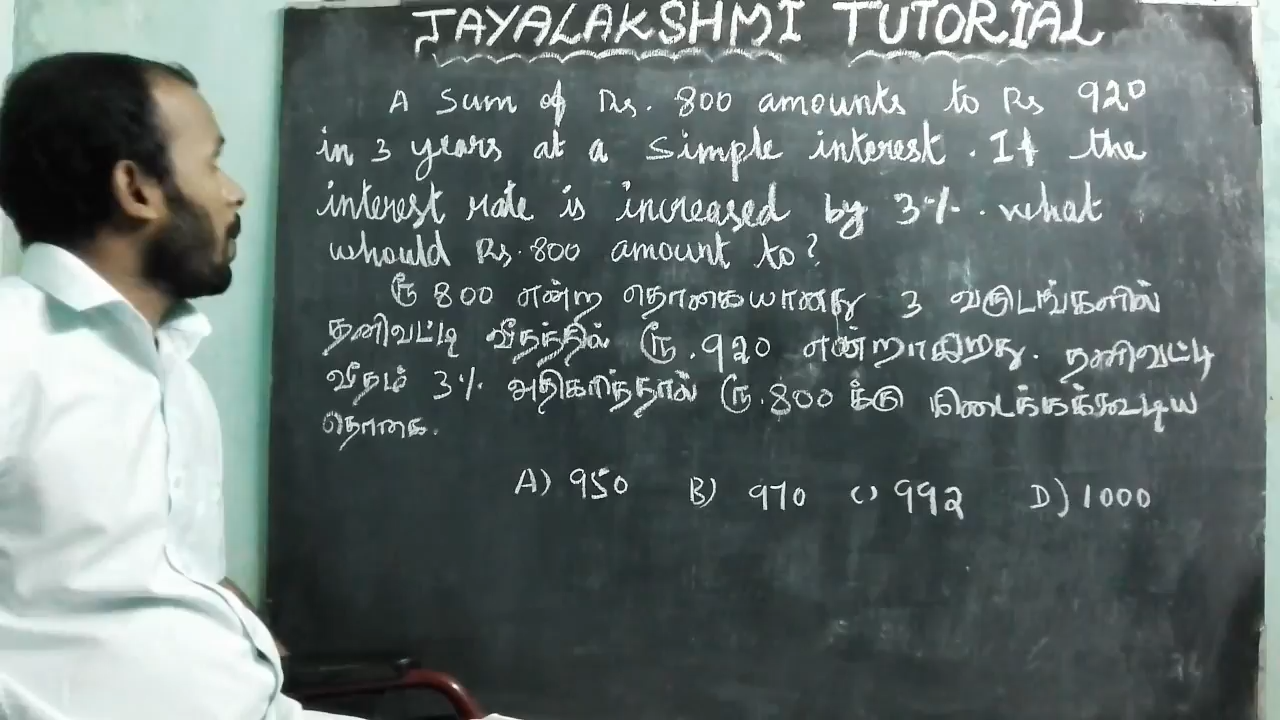 JAYALAKSHMI TUTORIAL
A Sum of Rs. 800 amounts to Rs 920
in 3 years at a Simple interest. If the
interest rate is increased by 3%. what
whould Rs. 800 amount to?
ரூ 800 என்ற தொகையானது 3 வருடங்களில்
தனிவட்டி வீதத்தில் ரூ. 920 என்றாகிறது. தனிவட்டி
வீதம் 3% அதிகரித்தால் ரூ. 800 க்கு கிடைக்கக்கூடிய
தொகை.
A) 950 B) 970 C) 992 D) 1000